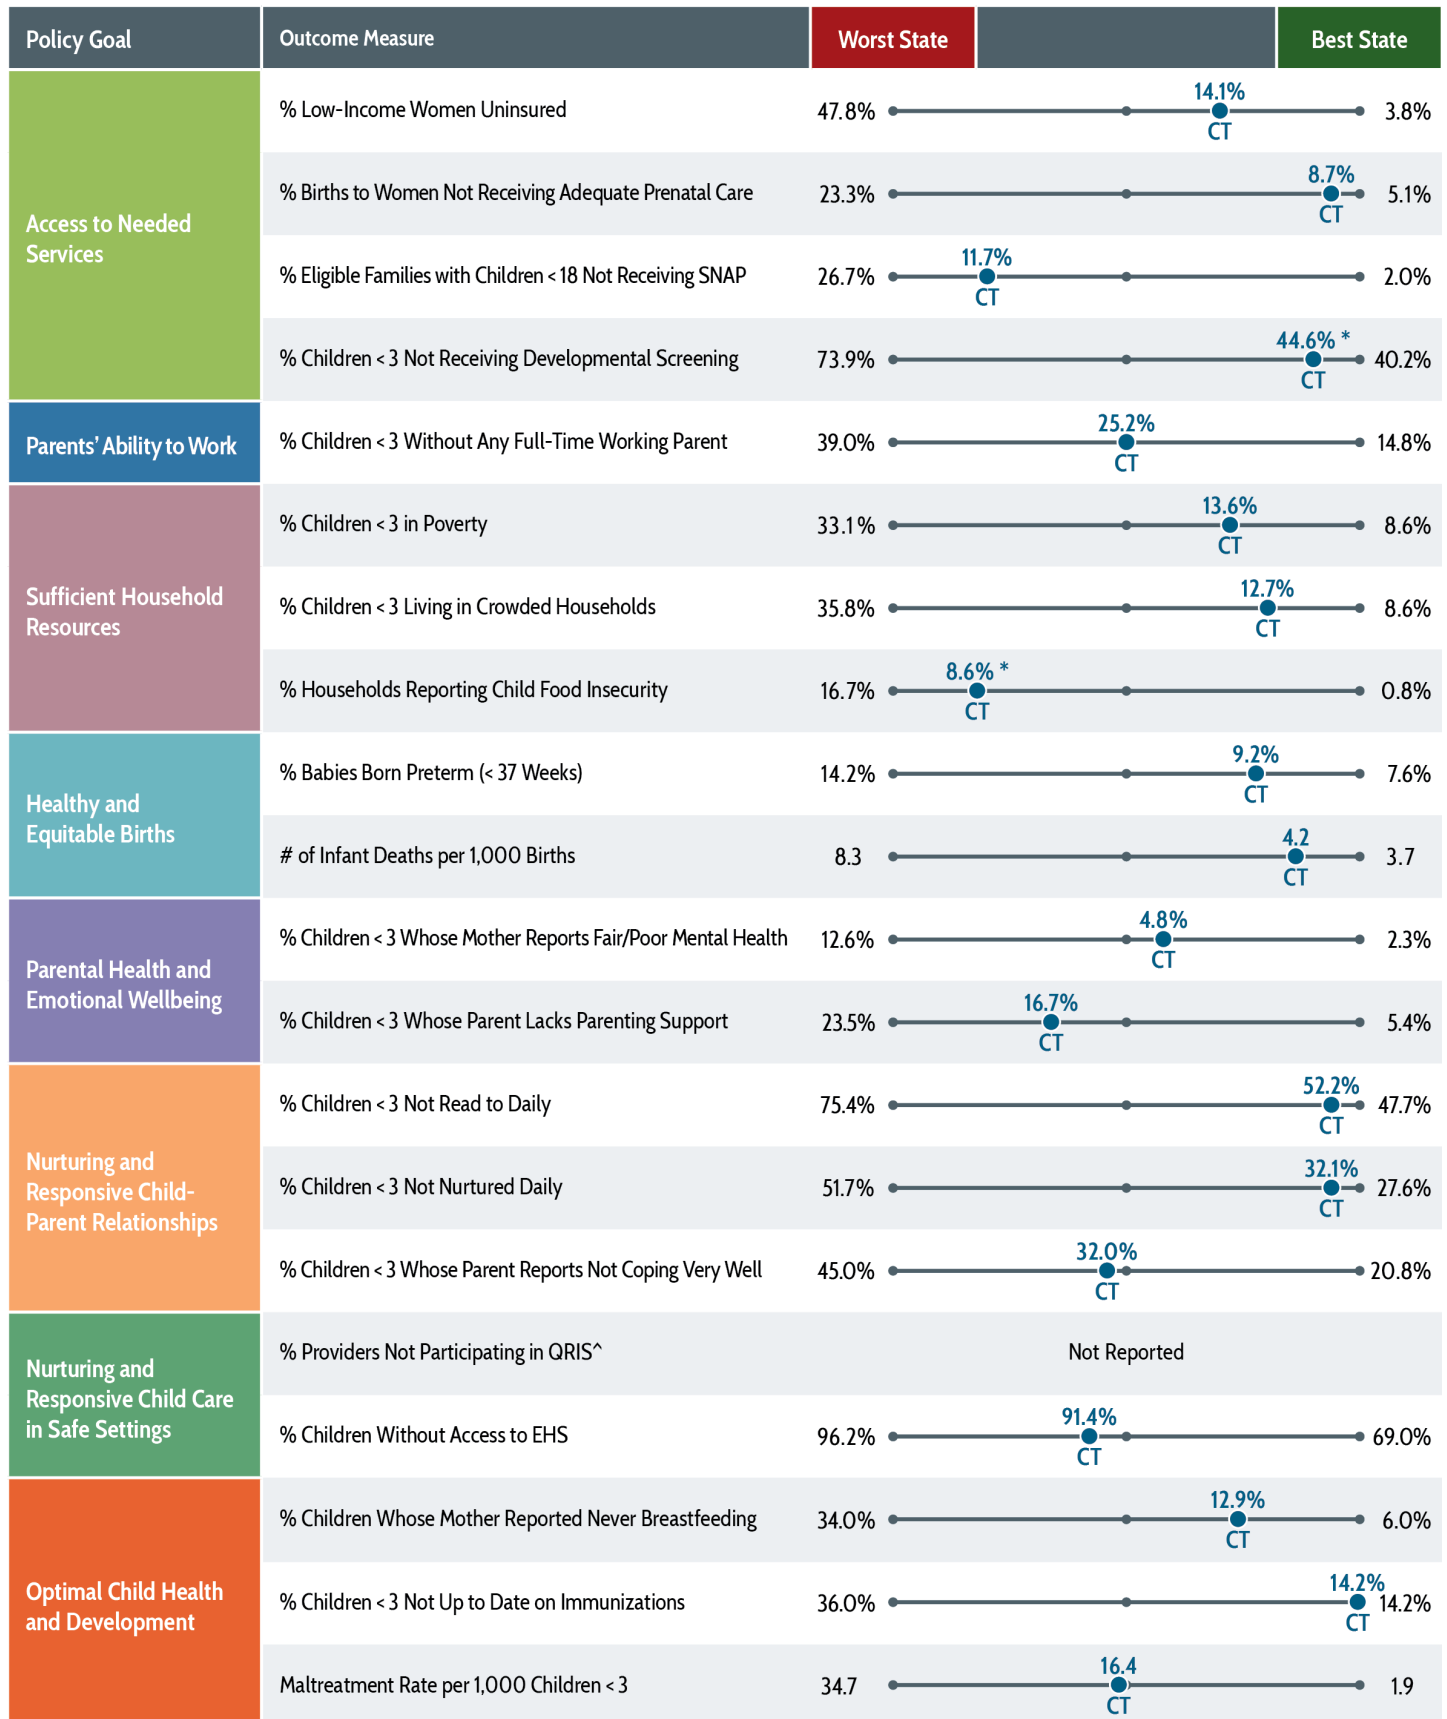 Policy Goal
Outcome Measure
Worst State
Best State
Access to Needed
Services
% Low-Income Women Uninsured
47.8%
14.1%
CT
3.8%
% Births to Women Not Receiving Adequate Prenatal Care
23.3%
8.7%
CT
5.1%
% Eligible Families with Children < 18 Not Receiving SNAP
26.7%
11.7%
CT
2.0%
% Children < 3 Not Receiving Developmental Screening
73.9%
44.6% *
CT
40.2%
Parents' Ability to Work
% Children < 3 Without Any Full-Time Working Parent
39.0%
25.2%
CT
14.8%
Sufficient Household
Resources
% Children < 3 in Poverty
33.1%
13.6%
CT
8.6%
% Children < 3 Living in Crowded Households
35.8%
12.7%
CT
8.6%
% Households Reporting Child Food Insecurity
16.7%
8.6% *
CT
0.8%
Healthy and
Equitable Births
% Babies Born Preterm (< 37 Weeks)
14.2%
9.2%
CT
7.6%
# of Infant Deaths per 1,000 Births
8.3
4.2
CT
3.7
Parental Health and
Emotional Wellbeing
% Children < 3 Whose Mother Reports Fair/Poor Mental Health
12.6%
4.8%
CT
2.3%
% Children < 3 Whose Parent Lacks Parenting Support
23.5%
16.7%
CT
5.4%
Nurturing and
Responsive Child-
Parent Relationships
% Children < 3 Not Read to Daily
75.4%
52.2%
CT
47.7%
% Children < 3 Not Nurtured Daily
51.7%
32.1%
CT
27.6%
% Children < 3 Whose Parent Reports Not Coping Very Well
45.0%
32.0%
CT
20.8%
Nurturing and
Responsive Child Care
in Safe Settings
% Providers Not Participating in QRIS^
Not Reported
% Children Without Access to EHS
96.2%
91.4%
CT
69.0%
Optimal Child Health
and Development
% Children Whose Mother Reported Never Breastfeeding
34.0%
12.9%
CT
6.0%
% Children < 3 Not Up to Date on Immunizations
36.0%
14.2%
CT
14.2%
Maltreatment Rate per 1,000 Children < 3
34.7
16.4
CT
1.9